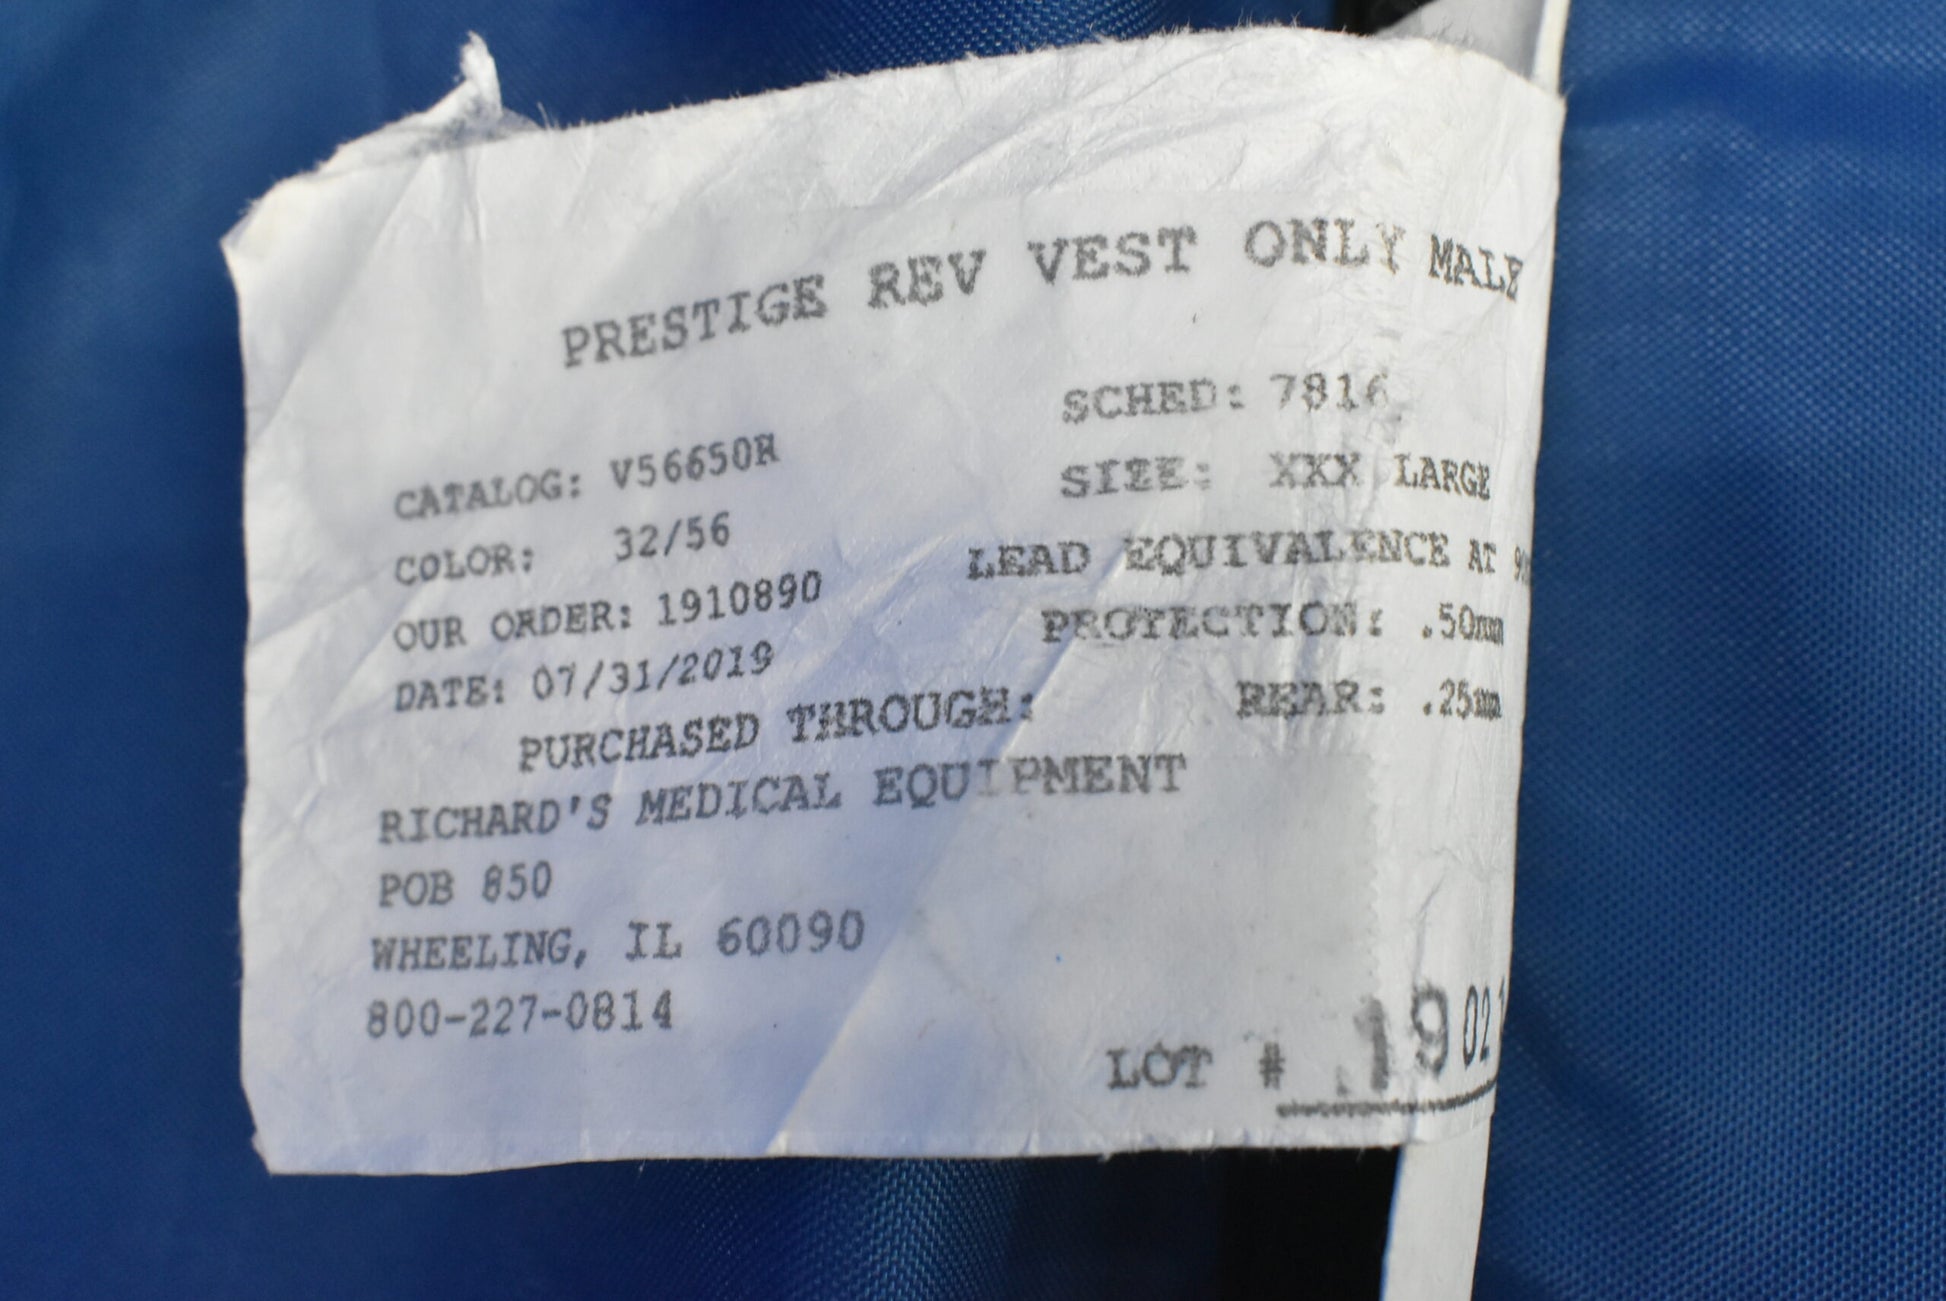 PRESTIGE REV VEST ONLY MALE
SCHED: 7816
CATALOG: V56650R
SIZE: XXX LARGE
COLOR: 32/56
LEAD EQUIVALENCE AT
OUR ORDER: 1910890
PROTECTION: .50mm
DATE: 07/31/2019
REAR: .25mm
PURCHASED THROUGH:
RICHARD'S MEDICAL EQUIPMENT
POB 850
WHEELING, IL 60090
800-227-0814
LOT #